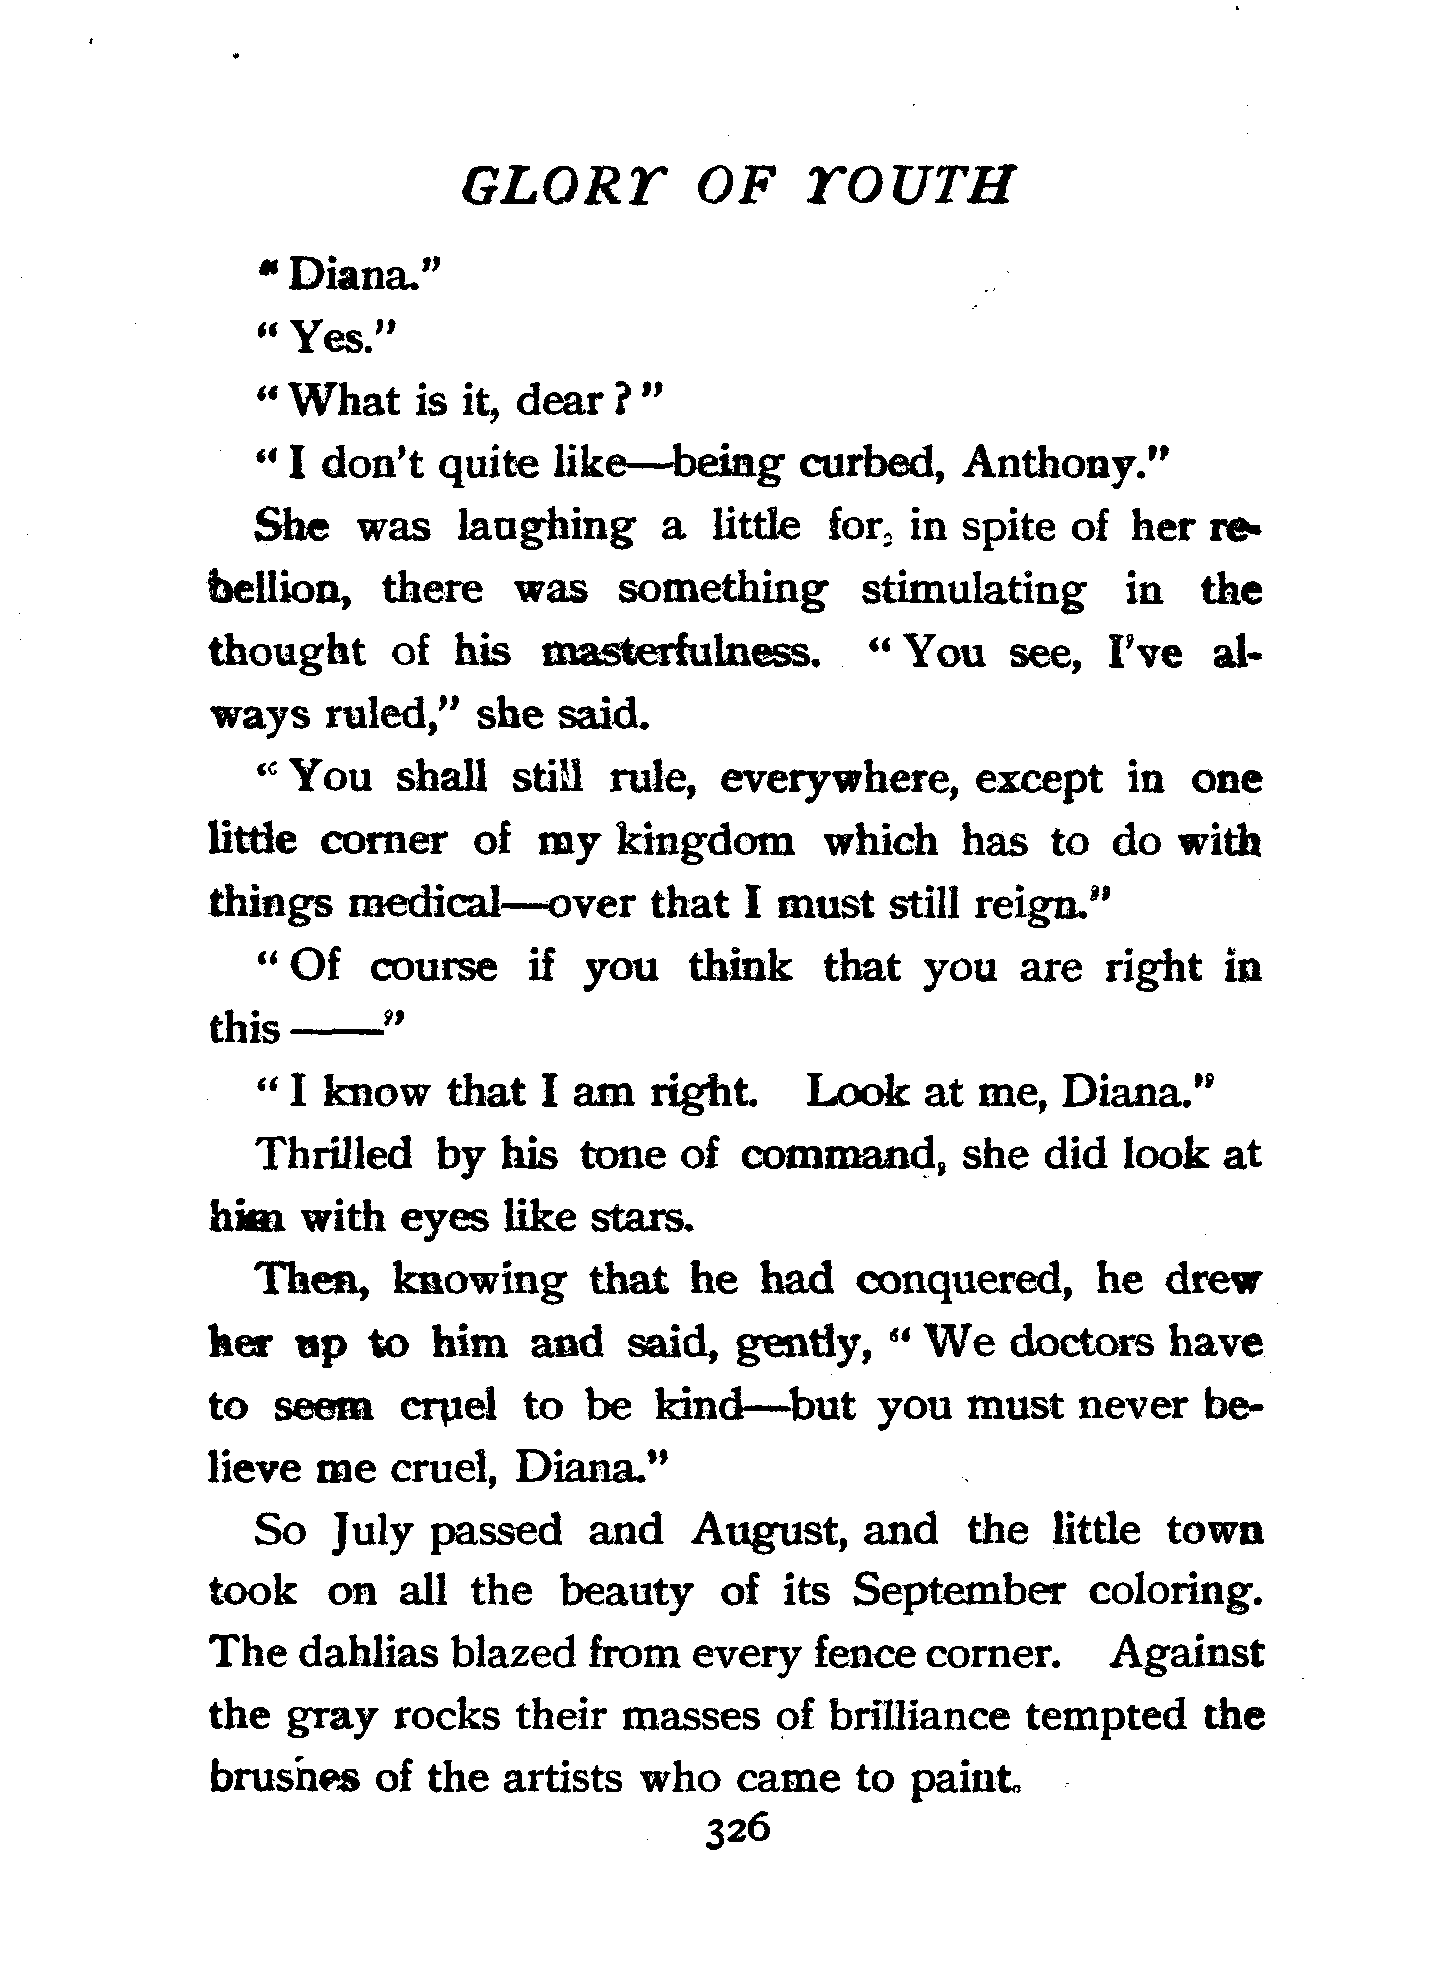 GLORY OF YOUTH
"Diana."
"Yes."
"What is it, dear?"
"I don't quite like—being curbed, Anthony."
She was laughing a little for, in spite of her re-
bellion, there was something stimulating in the
thought of his masterfulness. "You see, I've al-
ways ruled," she said.
"You shall still rule, everywhere, except in one
little corner of my kingdom which has to do with
things medical—over that I must still reign."
"Of course if you think that you are right in
this ——"
"I know that I am right. Look at me, Diana."
Thrilled by his tone of command, she did look at
him with eyes like stars.
Then, knowing that he had conquered, he drew
her up to him and said, gently, "We doctors have
to seem cruel to be kind—but you must never be-
lieve me cruel, Diana."
So July passed and August, and the little town
took on all the beauty of its September coloring.
The dahlias blazed from every fence corner. Against
the gray rocks their masses of brilliance tempted the
brushes of the artists who came to paint.
326